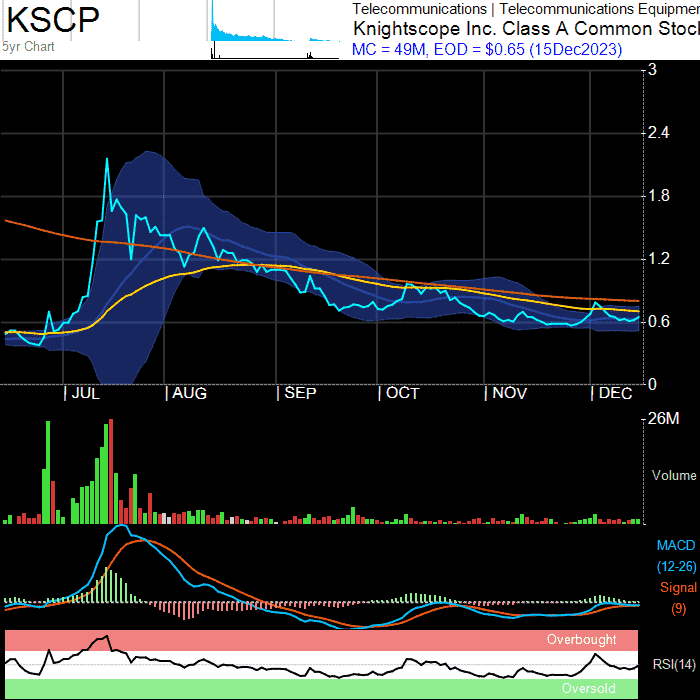 KSCP
5yr Chart
Telecommunications | Telecommunications Equipmen
Knightscope Inc. Class A Common Stoc
MC = 49M, EOD = $0.65 (15Dec2023)
3
2.4
1.8
1.2
0.6
0
| JUL | AUG | SEP | OCT | NOV | DEC
26M
Volume
MACD
(12-26)
Signal
(9)
Overbought
RSI(14)
Oversold